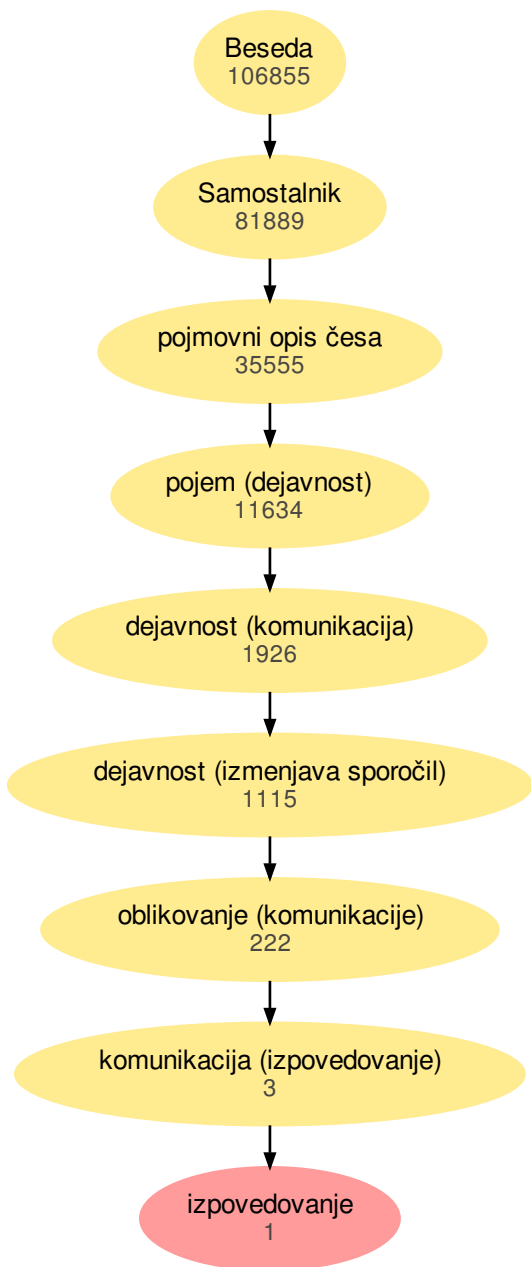 Beseda
106855
Samostalnik
81889
pojmovni opis česa
35555
pojem (dejavnost)
11634
dejavnost (komunikacija)
1926
dejavnost (izmenjava sporočil)
1115
oblikovanje (komunikacije)
222
komunikacija (izpovedovanje)
3
izpovedovanje
1